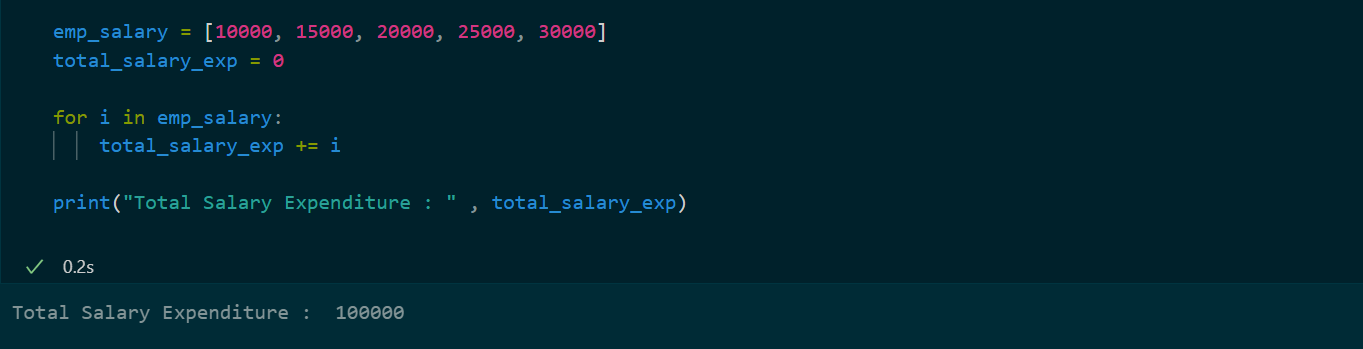 emp_salary = [10000, 15000, 20000, 25000, 30000]
total_salary_exp = 0
for i in emp_salary:
total_salary_exp += i
print("Total Salary Expenditure : " , total_salary_exp)
0.2s
Total Salary Expenditure :  100000